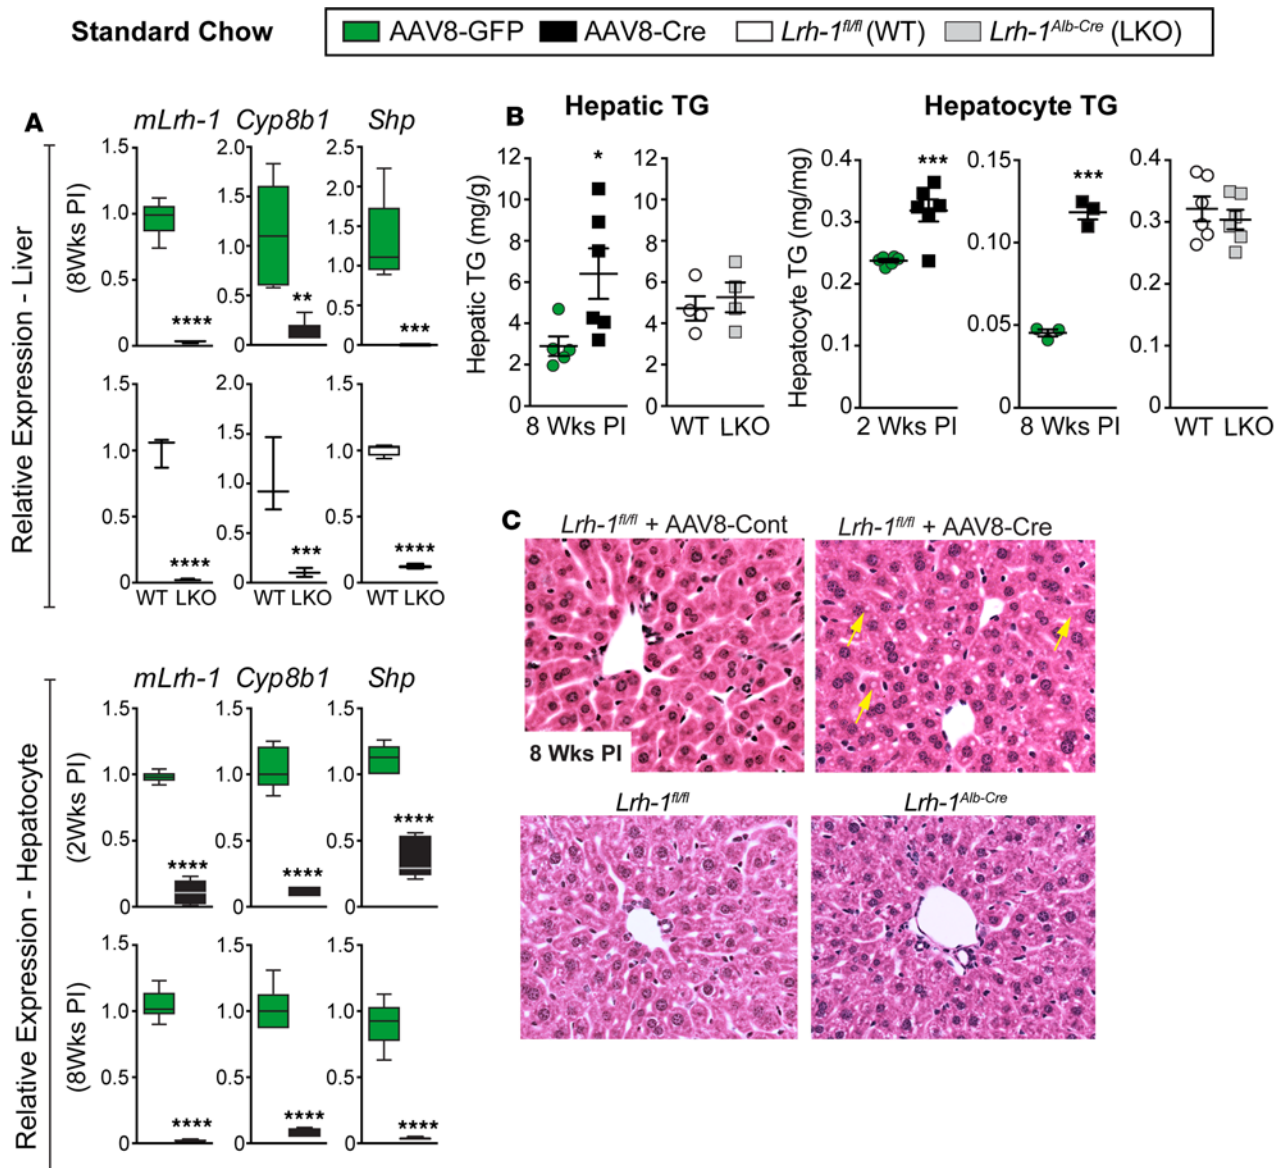 Standard Chow
AAV8-GFP AAV8-Cre Lrh-1fl/fl (WT) Lrh-1Alb-Cre (LKO)
A
mLrh-1 Cyp8b1 Shp
Relative Expression - Liver
(8Wks PI)
1.5 1.0 0.5 0
**** 
2.0 1.5 1.0 0.5 0
**
2.5 2.0 1.5 1.0 0.5 0
***
1.5 1.0 0.5 0
****
WT LKO
2.0 1.5 1.0 0.5 0
***
WT LKO
1.5 1.0 0.5 0
****
WT LKO
mLrh-1 Cyp8b1 Shp
Relative Expression - Hepatocyte
(2Wks PI)
1.5 1.0 0.5 0
****
1.5 1.0 0.5 0
****
1.5 1.0 0.5 0
****
(8Wks PI)
1.5 1.0 0.5 0
****
1.5 1.0 0.5 0
****
1.5 1.0 0.5 0
****
B
Hepatic TG
Hepatic TG (mg/g)
12 10 8 6 4 2 0
*
8 Wks PI
12 10 8 6 4 2 0
WT LKO
Hepatocyte TG
Hepatocyte TG (mg/mg)
0.4 0.3 0.2 0.1 0
***
2 Wks PI
0.15 0.10 0.05 0
***
8 Wks PI
0.4 0.3 0.2 0.1 0
WT LKO
C
Lrh-1fl/fl + AAV8-Cont
Lrh-1fl/fl + AAV8-Cre
8 Wks PI
Lrh-1fl/fl
Lrh-1Alb-Cre